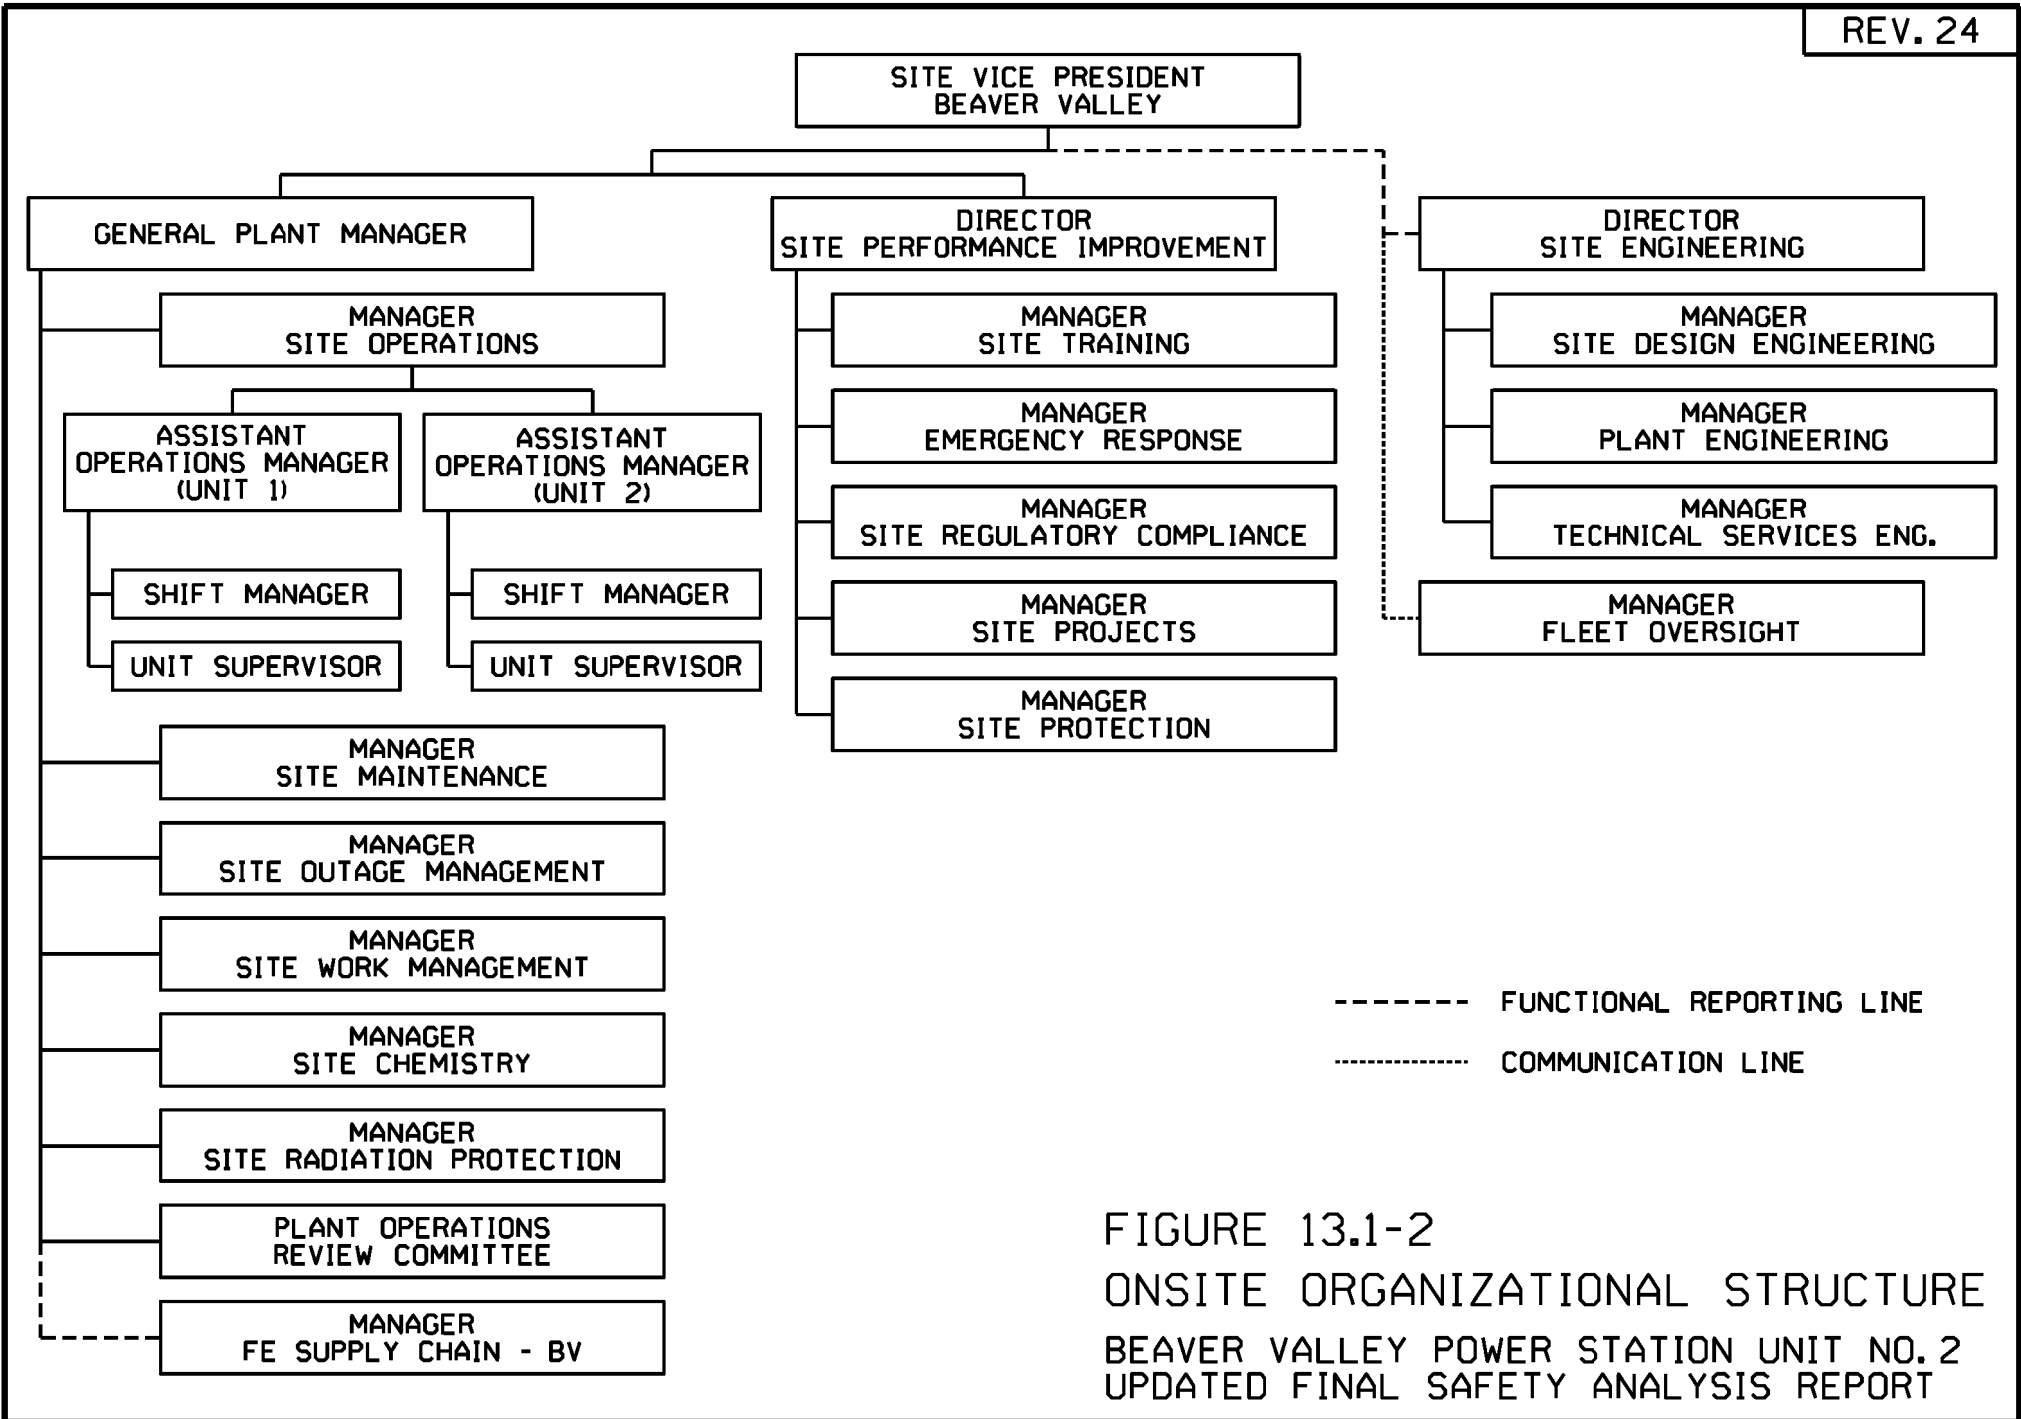 REV. 24
SITE VICE PRESIDENT
BEAVER VALLEY
GENERAL PLANT MANAGER
MANAGER
SITE OPERATIONS
ASSISTANT
OPERATIONS MANAGER
(UNIT 1)
SHIFT MANAGER
UNIT SUPERVISOR
ASSISTANT
OPERATIONS MANAGER
(UNIT 2)
SHIFT MANAGER
UNIT SUPERVISOR
MANAGER
SITE MAINTENANCE
MANAGER
SITE OUTAGE MANAGEMENT
MANAGER
SITE WORK MANAGEMENT
MANAGER
SITE CHEMISTRY
MANAGER
SITE RADIATION PROTECTION
PLANT OPERATIONS
REVIEW COMMITTEE
MANAGER
FE SUPPLY CHAIN - BV
DIRECTOR
SITE PERFORMANCE IMPROVEMENT
MANAGER
SITE TRAINING
MANAGER
EMERGENCY RESPONSE
MANAGER
SITE REGULATORY COMPLIANCE
MANAGER
SITE PROJECTS
MANAGER
SITE PROTECTION
DIRECTOR
SITE ENGINEERING
MANAGER
SITE DESIGN ENGINEERING
MANAGER
PLANT ENGINEERING
MANAGER
TECHNICAL SERVICES ENG.
MANAGER
FLEET OVERSIGHT
FUNCTIONAL REPORTING LINE
COMMUNICATION LINE
FIGURE 13.1-2
ONSITE ORGANIZATIONAL STRUCTURE
BEAVER VALLEY POWER STATION UNIT NO. 2
UPDATED FINAL SAFETY ANALYSIS REPORT